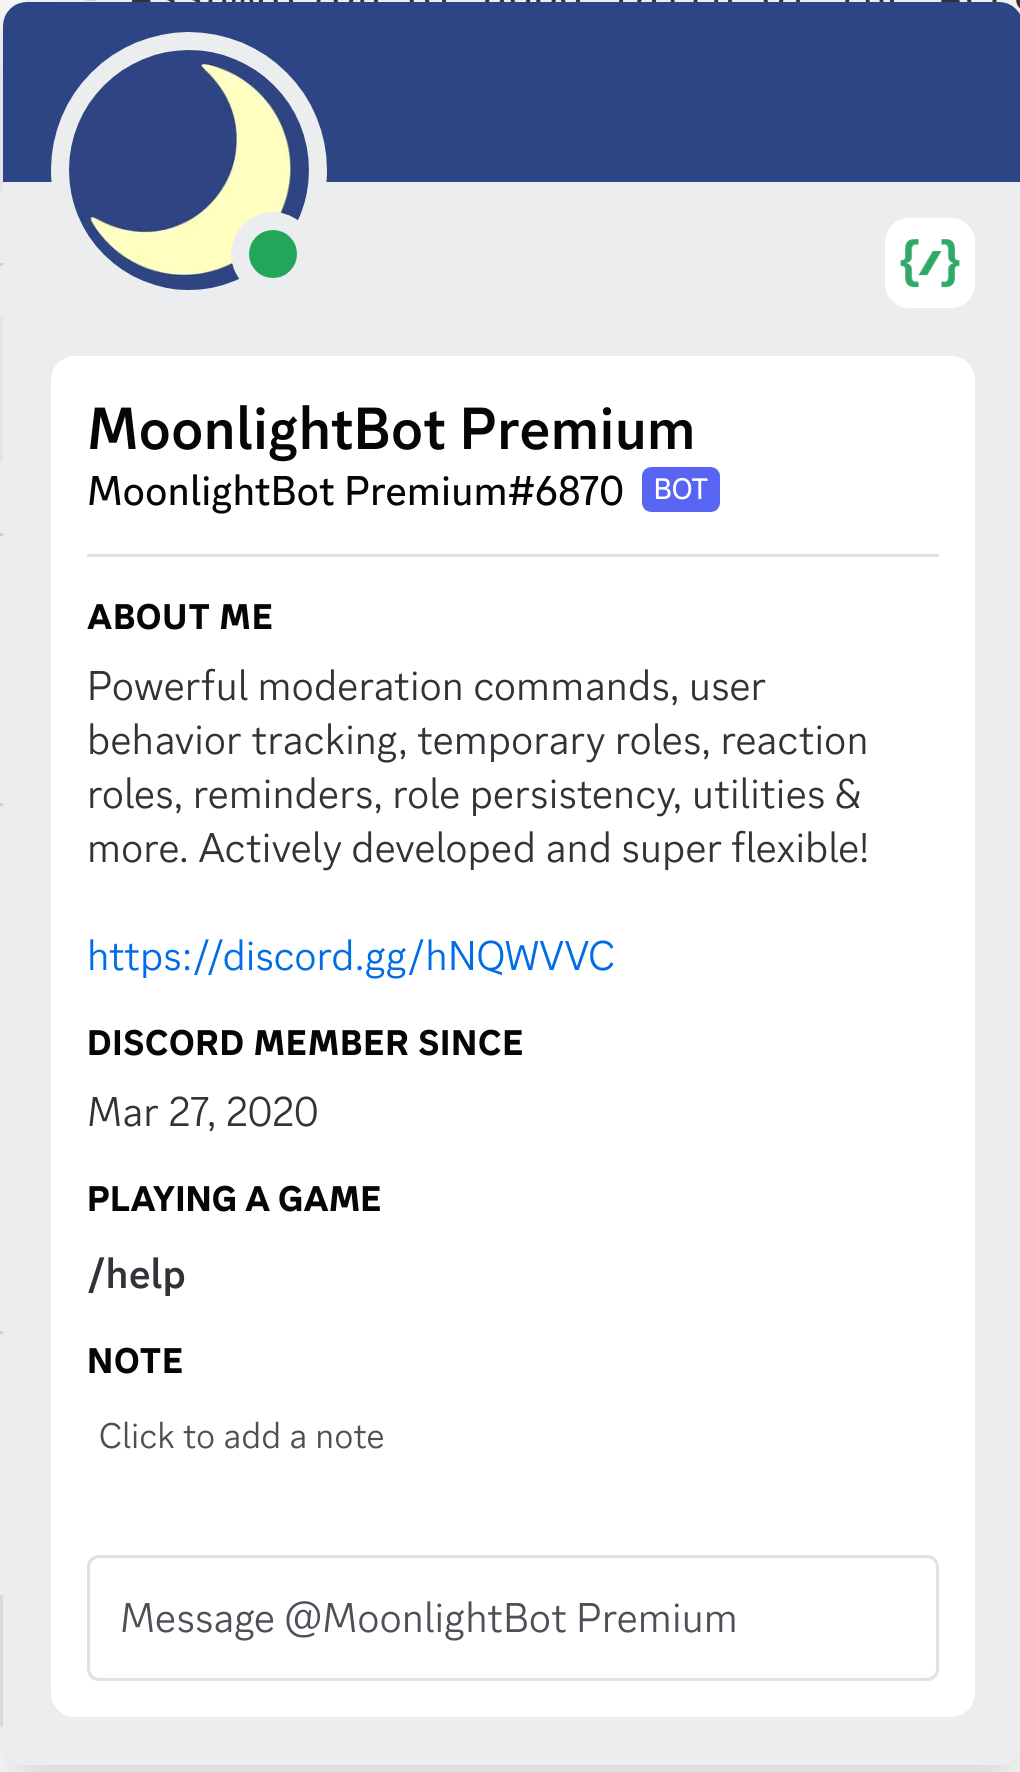 MoonlightBot Premium
MoonlightBot Premium#6870 BOT
ABOUT ME
Powerful moderation commands, user
behavior tracking, temporary roles, reaction
roles, reminders, role persistency, utilities &
more. Actively developed and super flexible!
https://discord.gg/hNQWVVC
DISCORD MEMBER SINCE
Mar 27, 2020
PLAYING A GAME
/help
NOTE
Click to add a note
Message @MoonlightBot Premium